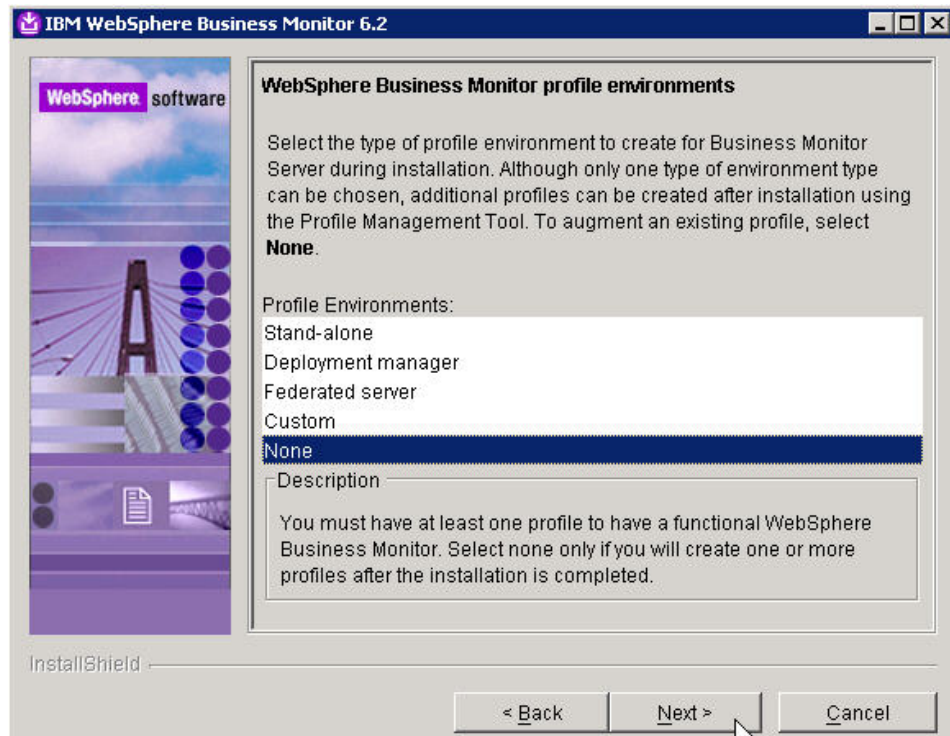 IBM WebSphere Business Monitor 6.2
WebSphere. software
WebSphere Business Monitor profile environments
Select the type of profile environment to create for Business Monitor
Server during installation. Although only one type of environment type
can be chosen, additional profiles can be created after installation using
the Profile Management Tool. To augment an existing profile, select
None.
Profile Environments:
Stand-alone
Deployment manager
Federated server
Custom
None
Description
You must have at least one profile to have a functional WebSphere
Business Monitor. Select none only if you will create one or more
profiles after the installation is completed.
InstallShield
< Back
Next >
Cancel